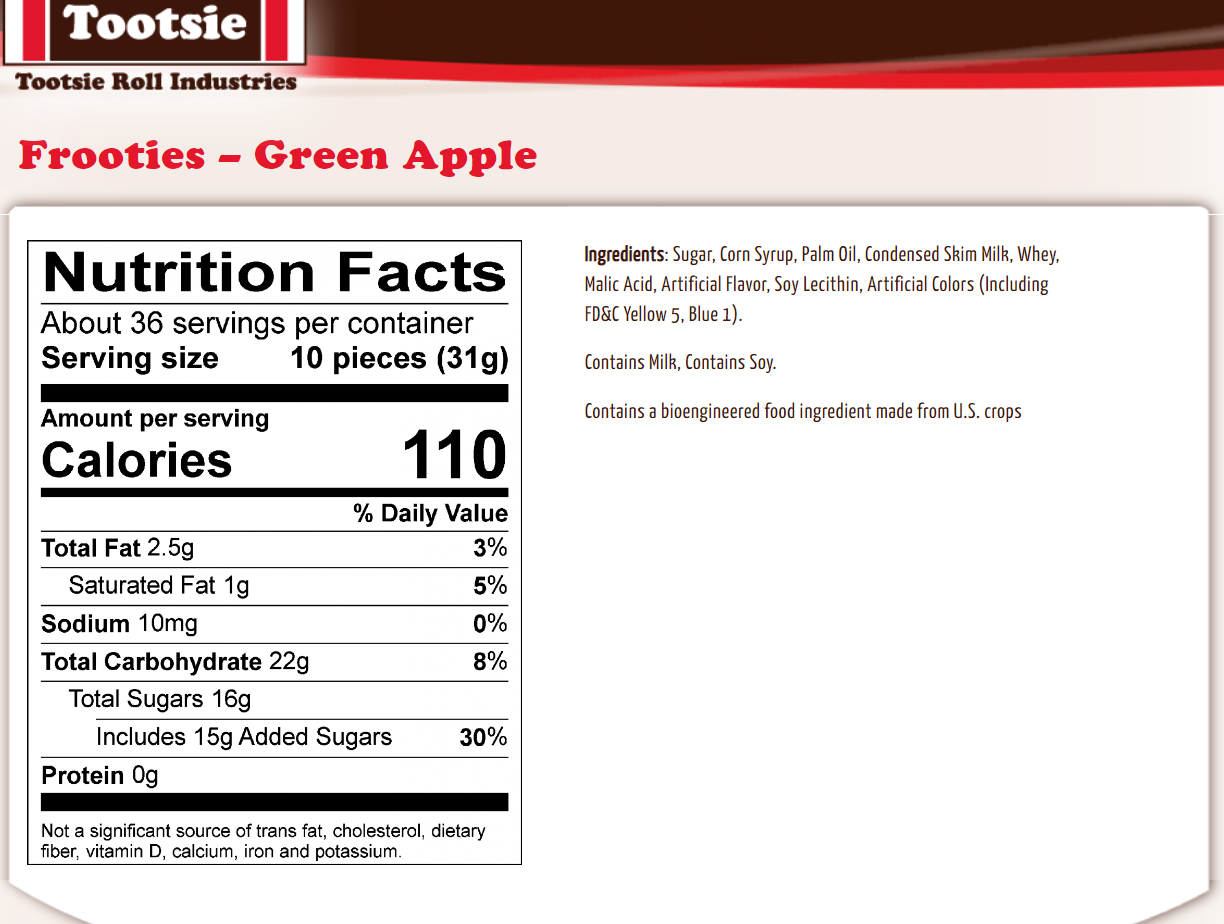 Tootsie
Tootsie Roll Industries
Frooties – Green Apple
Nutrition Facts
About 36 servings per container
Serving size 10 pieces (31g)
Amount per serving
Calories 110
% Daily Value
Total Fat 2.5g 3%
Saturated Fat 1g 5%
Sodium 10mg 0%
Total Carbohydrate 22g 8%
Total Sugars 16g
Includes 15g Added Sugars 30%
Protein 0g
Not a significant source of trans fat, cholesterol, dietary
fiber, vitamin D, calcium, iron and potassium.
Ingredients: Sugar, Corn Syrup, Palm Oil, Condensed Skim Milk, Whey,
Malic Acid, Artificial Flavor, Soy Lecithin, Artificial Colors (Including
FD&C Yellow 5, Blue 1).
Contains Milk, Contains Soy.
Contains a bioengineered food ingredient made from U.S. crops